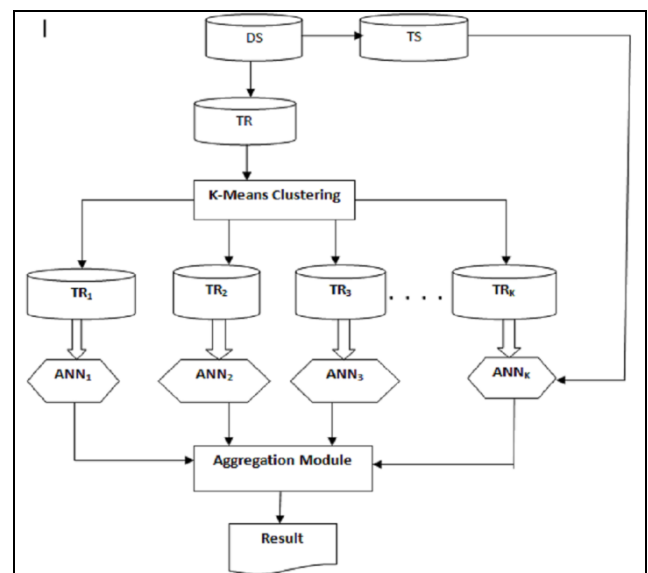 I
DS
TS
TR
K-Means Clustering
TR₁
TR₂
TR₃
. . . .
TRₖ
ANN₁
ANN₂
ANN₃
ANNₖ
Aggregation Module
Result